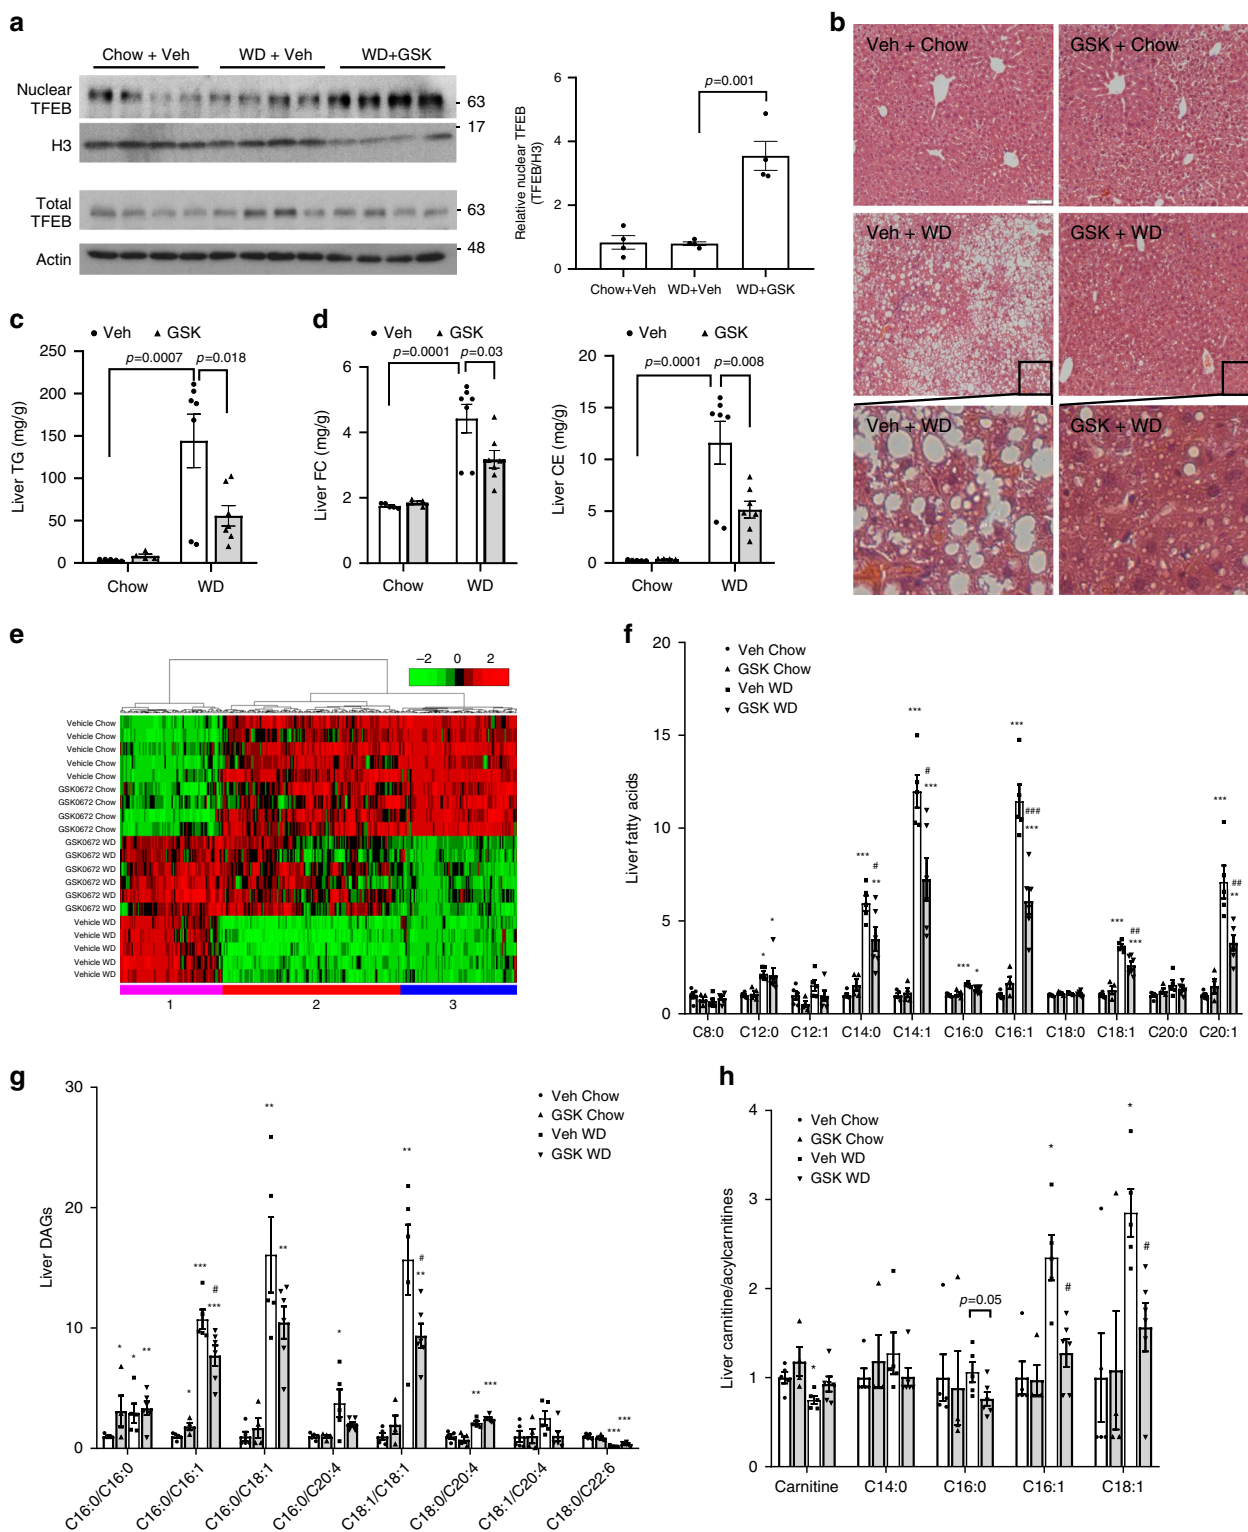 a
Chow + Veh
WD + Veh
WD+GSK
Nuclear
TFEB
63
17
H3
Total
TFEB
63
48
Actin
Relative nuclear TFEB
(TFEB/H3)
6
4
2
0
p=0.001
Chow+Veh
WD+Veh
WD+GSK
b
Veh + Chow
GSK + Chow
Veh + WD
GSK + WD
Veh + WD
GSK + WD
c
Veh
GSK
Liver TG (mg/g)
250
200
150
100
50
0
p=0.0007
p=0.018
Chow
WD
d
Veh
GSK
Liver FC (mg/g)
6
4
2
0
p=0.0001
p=0.03
Chow
WD
Liver CE (mg/g)
20
15
10
5
0
p=0.0001
p=0.008
Chow
WD
e
−2
0
2
Vehicle Chow
Vehicle Chow
Vehicle Chow
Vehicle Chow
Vehicle Chow
GSK0672 Chow
GSK0672 Chow
GSK0672 Chow
GSK0672 Chow
GSK0672 WD
GSK0672 WD
GSK0672 WD
GSK0672 WD
GSK0672 WD
GSK0672 WD
Vehicle WD
Vehicle WD
Vehicle WD
Vehicle WD
Vehicle WD
1
2
3
f
Veh Chow
GSK Chow
Veh WD
GSK WD
Liver fatty acids
20
15
10
5
0
*
*
***
#
**
***
#
***
***
*
***
###
***
***
##
***
***
##
**
C8:0
C12:0
C12:1
C14:0
C14:1
C16:0
C16:1
C18:0
C18:1
C20:0
C20:1
g
Veh Chow
GSK Chow
Veh WD
GSK WD
Liver DAGs
30
20
10
0
*
*
**
*
***
#
***
**
**
*
**
#
**
**
***
***
***
C16:0/C16:0
C16:0/C16:1
C16:0/C18:1
C16:0/C20:4
C18:1/C18:1
C18:0/C20:4
C18:1/C20:4
C18:0/C22:6
h
Veh Chow
GSK Chow
Veh WD
GSK WD
Liver carnitine/acylcarnitines
4
3
2
1
0
*
p=0.05
*
#
*
#
Carnitine
C14:0
C16:0
C16:1
C18:1